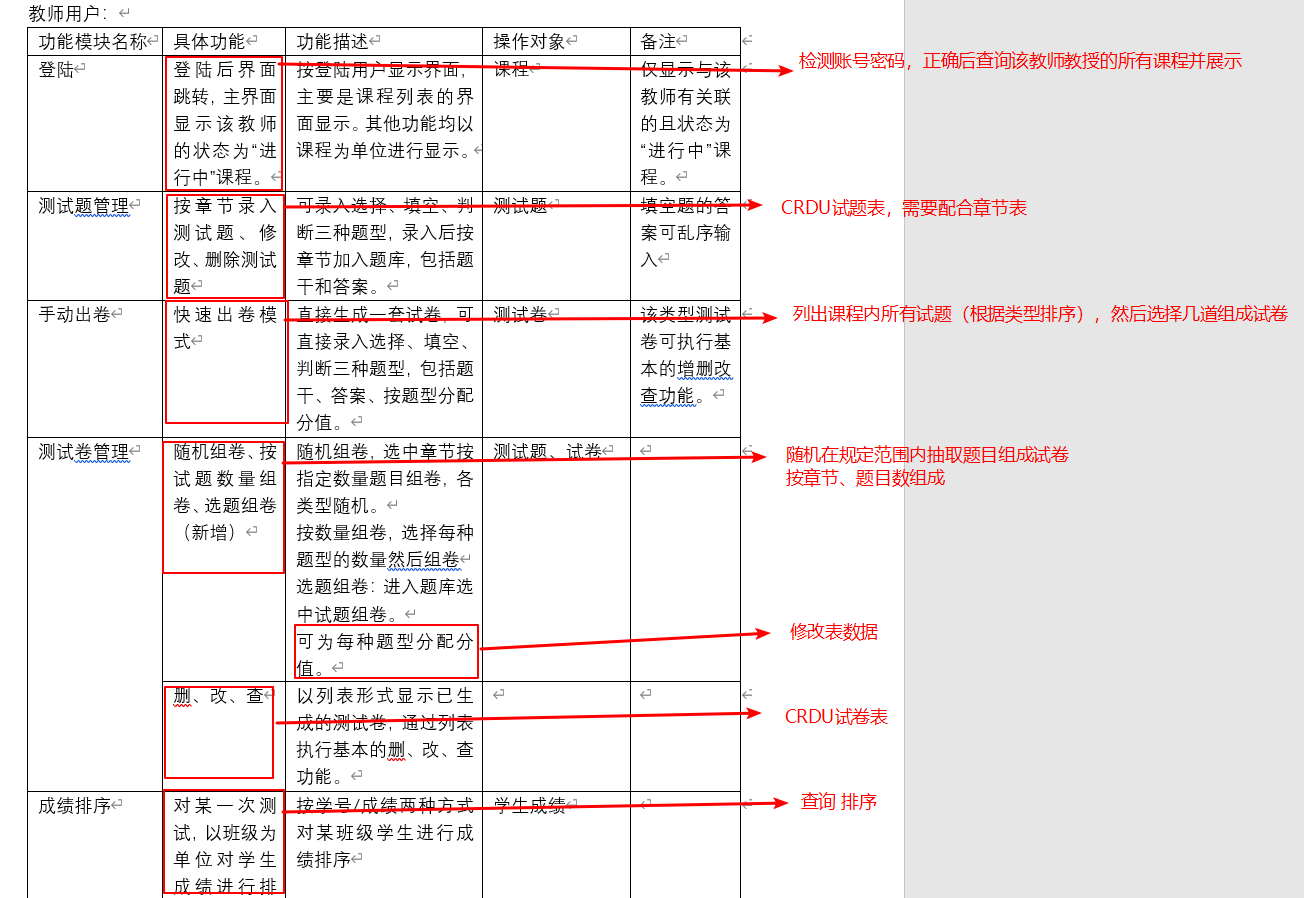 教师用户：
功能模块名称 具体功能 功能描述 操作对象 备注
登陆 登陆后界面 按登陆用户显示界面， 课程 仅显示与该 检测账号密码，正确后查询该教师教授的所有课程并展示
跳转，主界面 主要是课程列表的界 教师有关联
显示该教师 面显示。其他功能均以 的且状态为
的状态为“进 课程为单位进行显示。 “进行中”课
行中”课程。 程。
测试题管理 按章节录入 可录入选择、填空、判 测试题 填空题的答 CRDU试题表，需要配合章节表
测试题、修 断三种题型，录入后按 案可乱序输
改、删除测试 章节加入题库，包括题 入
题 干和答案。
手动出卷 快速出卷模 直接生成一套试卷，可 测试卷 该类型测试 列出课程内所有试题（根据类型排序），然后选择几道组成试卷
式 直接录入选择、填空、 卷可执行基
判断三种题型，包括题 本的增删改
干、答案、按题型分配 查功能。
分值。
测试卷管理 随机组卷、按 随机组卷，选中章节按 测试题、试卷 随机在规定范围内抽取题目组成试卷
试题数量组 指定数量题目组卷，各 按章节、题目数组成
卷、选题组卷 类型随机。
（新增） 按数量组卷，选择每种
题型的数量然后组卷
选题组卷：进入题库选
中试题组卷。
可为每种题型分配分 修改表数据
值。
删、改、查 以列表形式显示已生
成的测试卷，通过列表 CRDU试卷表
执行基本的删、改、查
功能。
成绩排序 对某一次测 按学号/成绩两种方式 学生成绩 查询 排序
试，以班级为 对某班级学生进行成
单位对学生 绩排序
成绩进行排